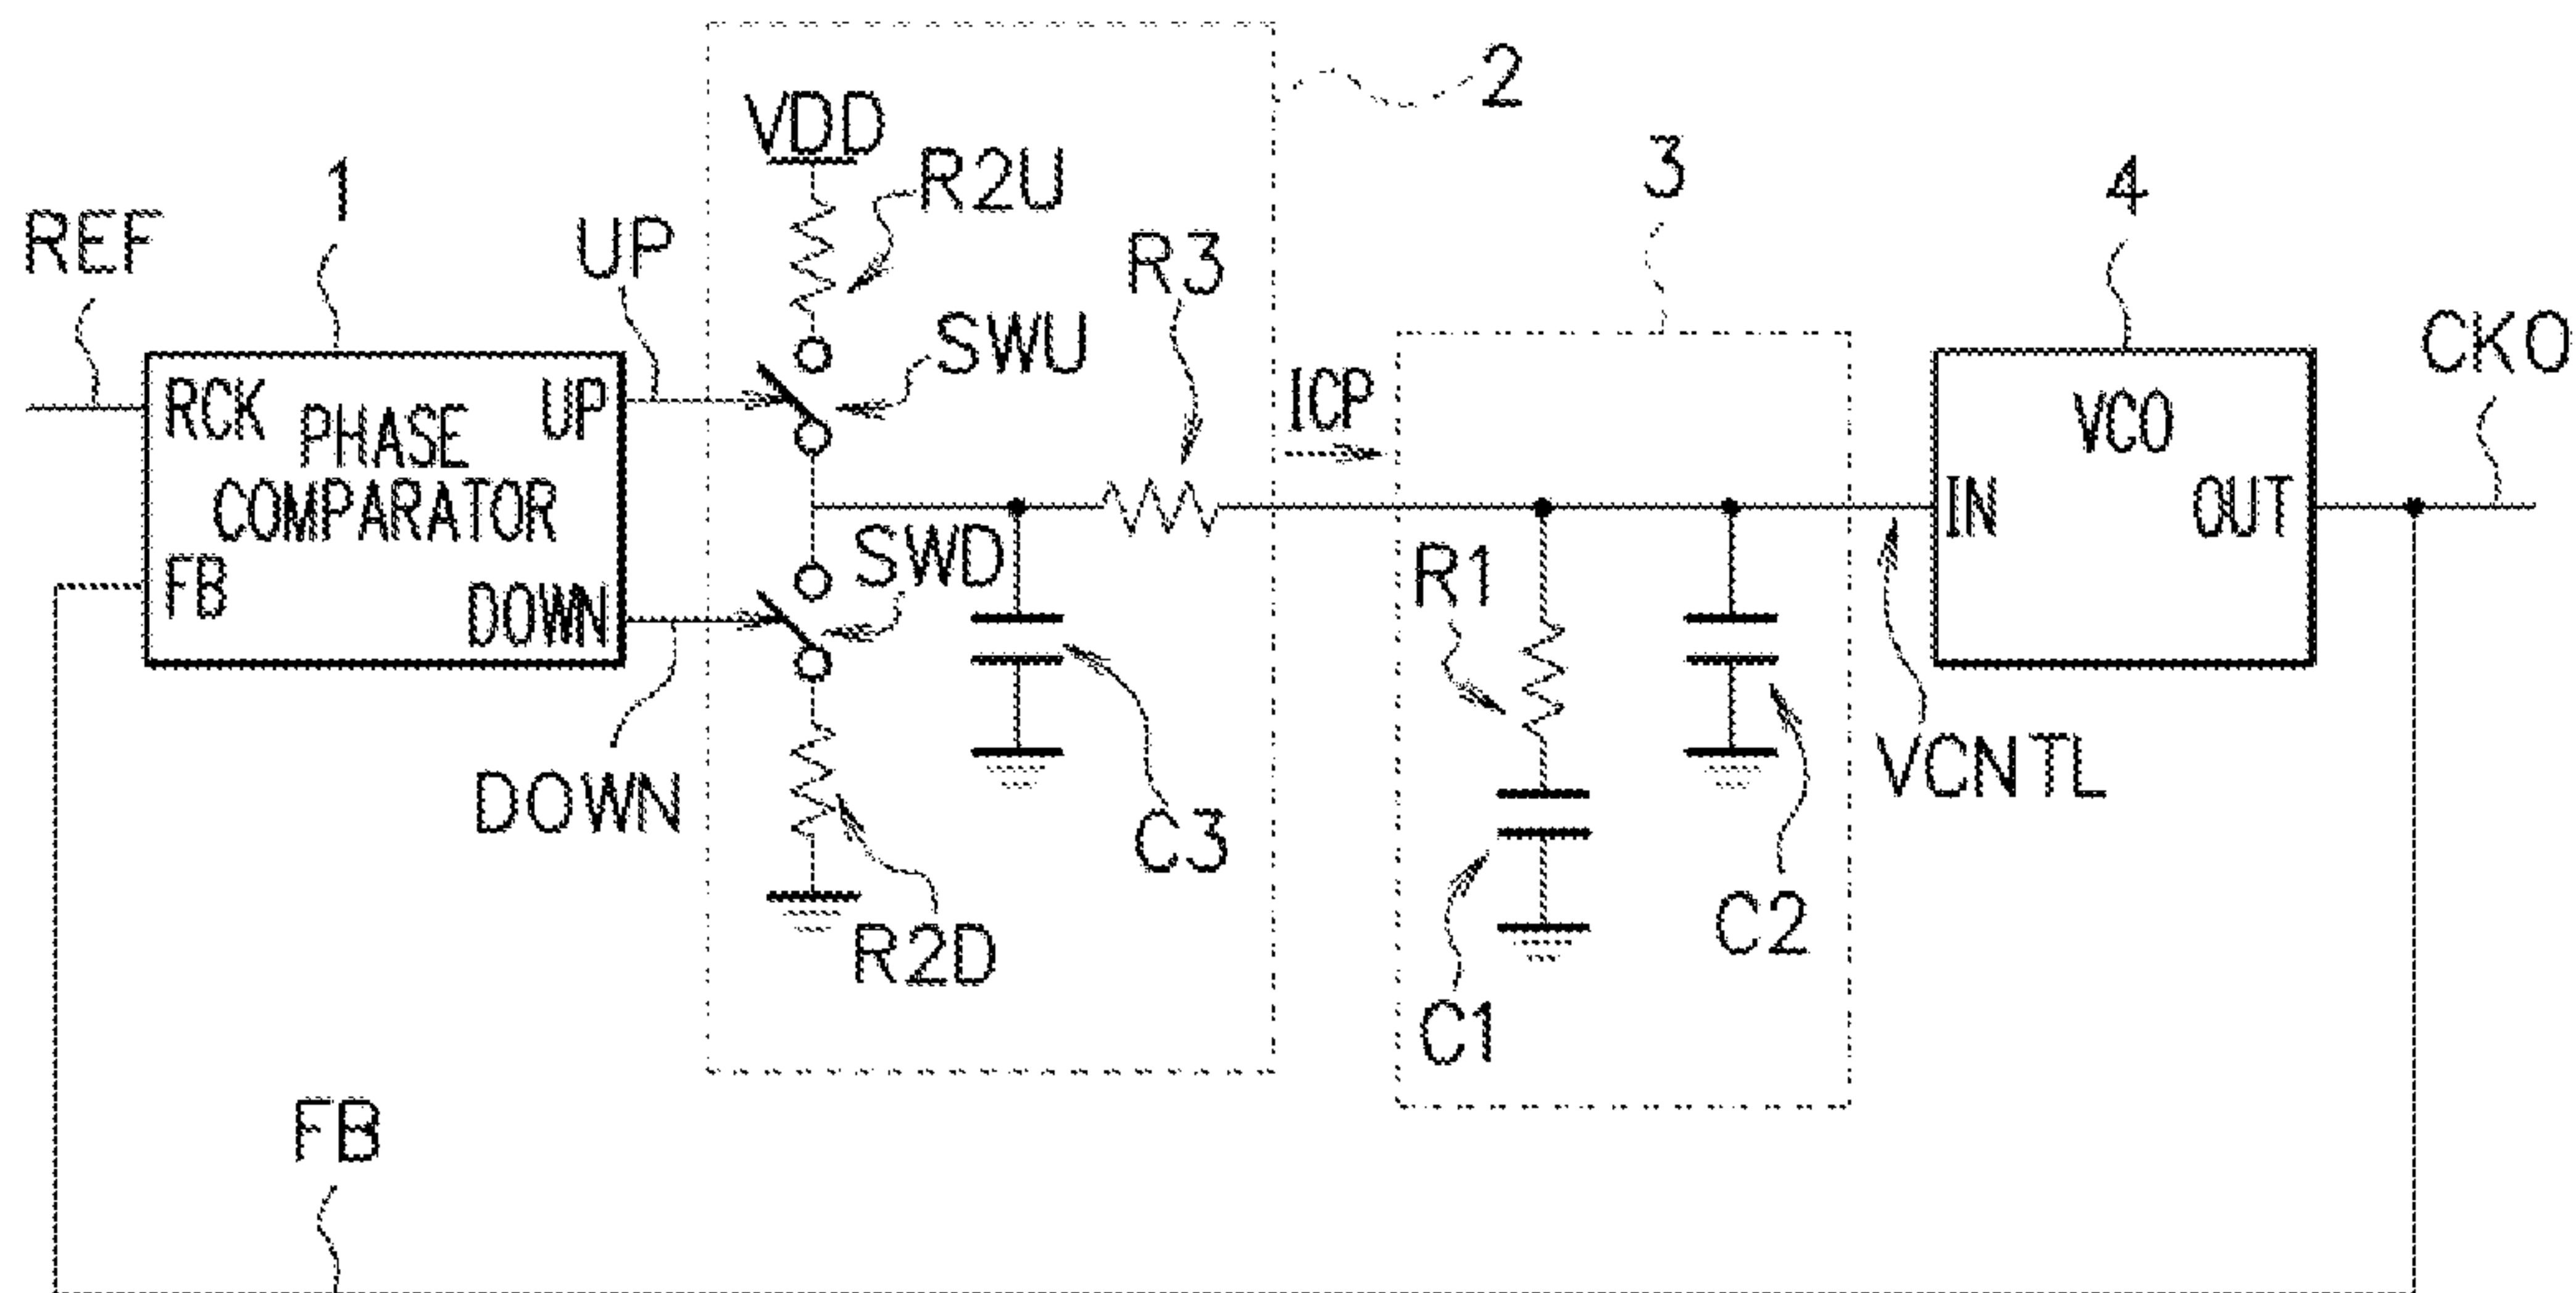 2
VDD
R2U
3
1
4
REF
UP
R3
SWU
CKO
ICP
RCK
UP
VCO
PHASE
COMPARATOR
IN
OUT
SWD
R1
FB
DOWN
VCNTL
DOWN
C3
C2
R2D
C1
FB